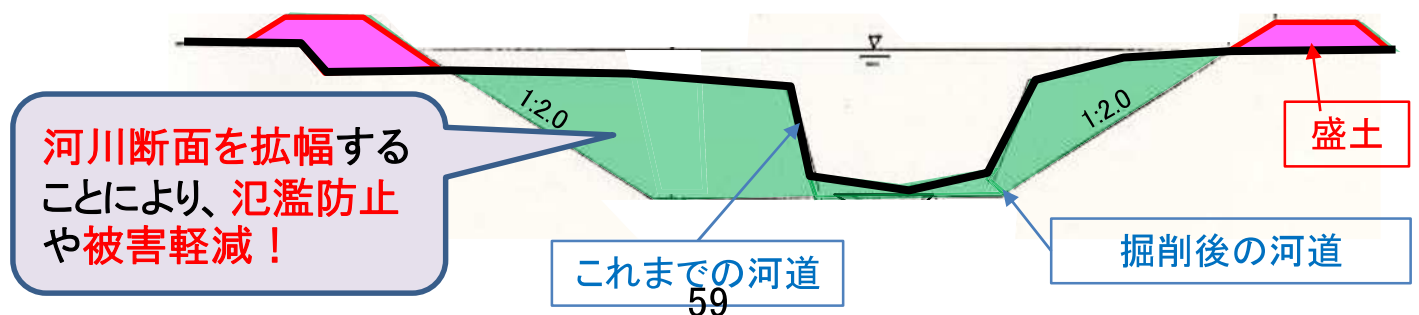 1:2.0
1:2.0
盛土
河川断面を拡幅する
ことにより、氾濫防止
や被害軽減！
これまでの河道
掘削後の河道
59